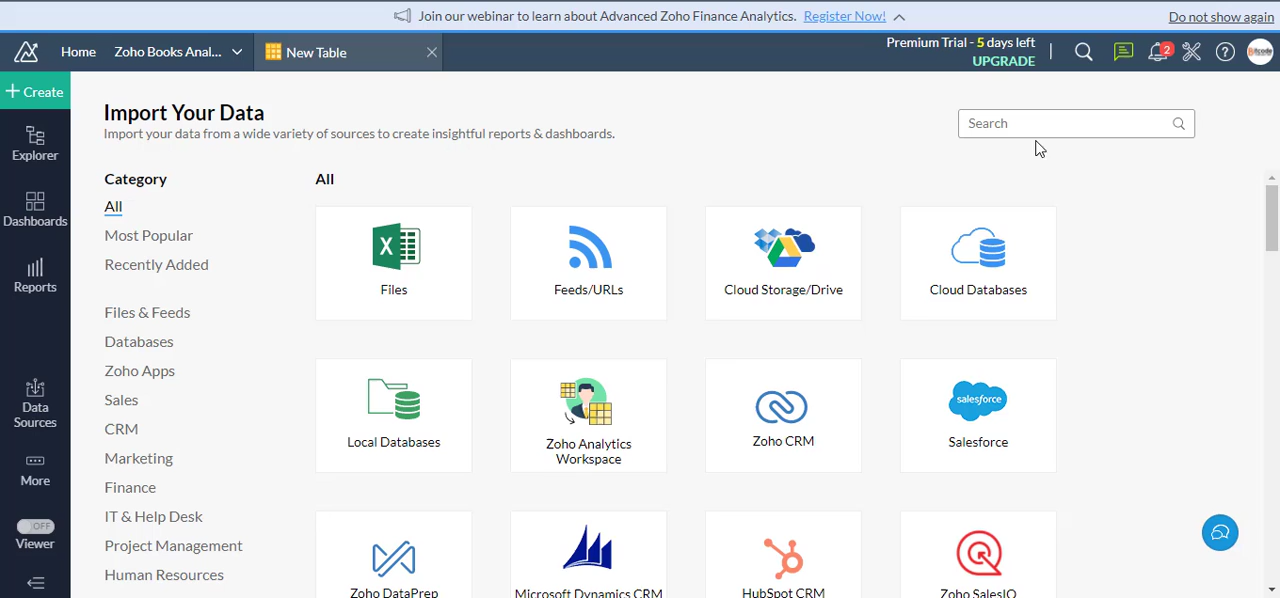 Join our webinar to learn about Advanced Zoho Finance Analytics. Register Now!
Do not show again
Home
Zoho Books Anal...
New Table
Premium Trial - 5 days left
UPGRADE
2
Create
Explorer
Dashboards
Reports
Data
Sources
More
OFF
Viewer
Import Your Data
Import your data from a wide variety of sources to create insightful reports & dashboards.
Search
Category
All
Most Popular
Recently Added
Files & Feeds
Databases
Zoho Apps
Sales
CRM
Marketing
Finance
IT & Help Desk
Project Management
Human Resources
All
Files
Feeds/URLs
Cloud Storage/Drive
Cloud Databases
Local Databases
Zoho Analytics
Workspace
Zoho CRM
salesforce
Salesforce
Zoho DataPrep
Microsoft Dynamics CRM
HubSpot CRM
Zoho SalesIQ